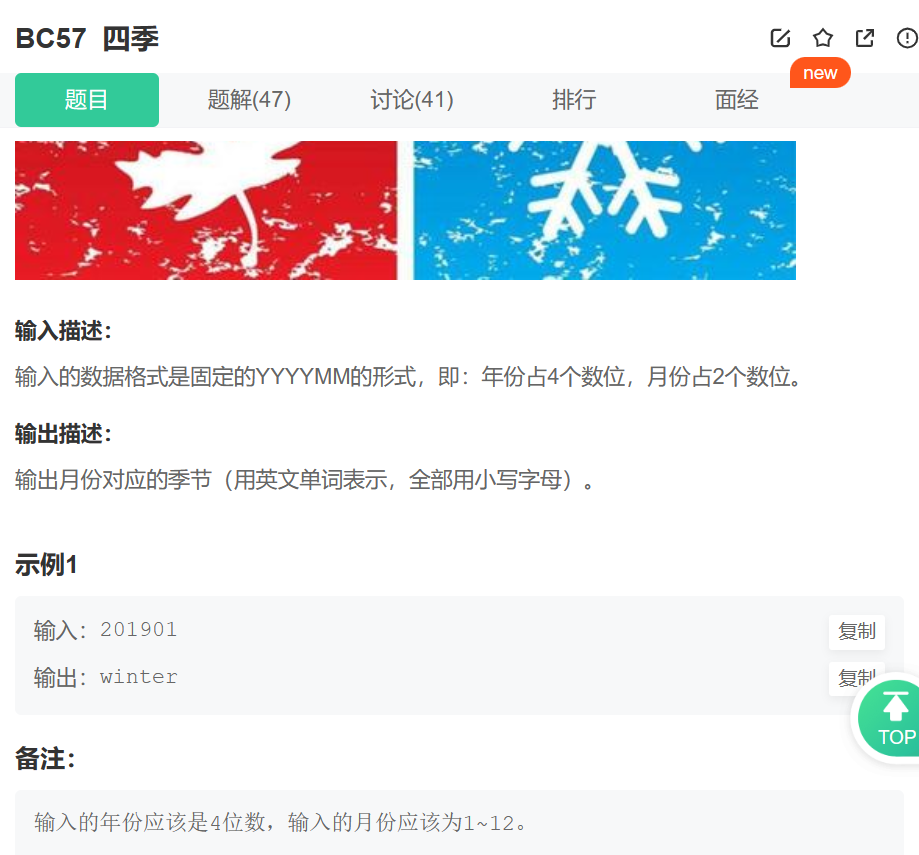 BC57 四季
new
题目 题解(47) 讨论(41) 排行 面经
输入描述：
输入的数据格式是固定的YYYYMM的形式，即：年份占4个数位，月份占2个数位。
输出描述：
输出月份对应的季节（用英文单词表示，全部用小写字母）。
示例1
输入：201901 复制
输出：winter 复制
TOP
备注：
输入的年份应该是4位数，输入的月份应该为1~12。